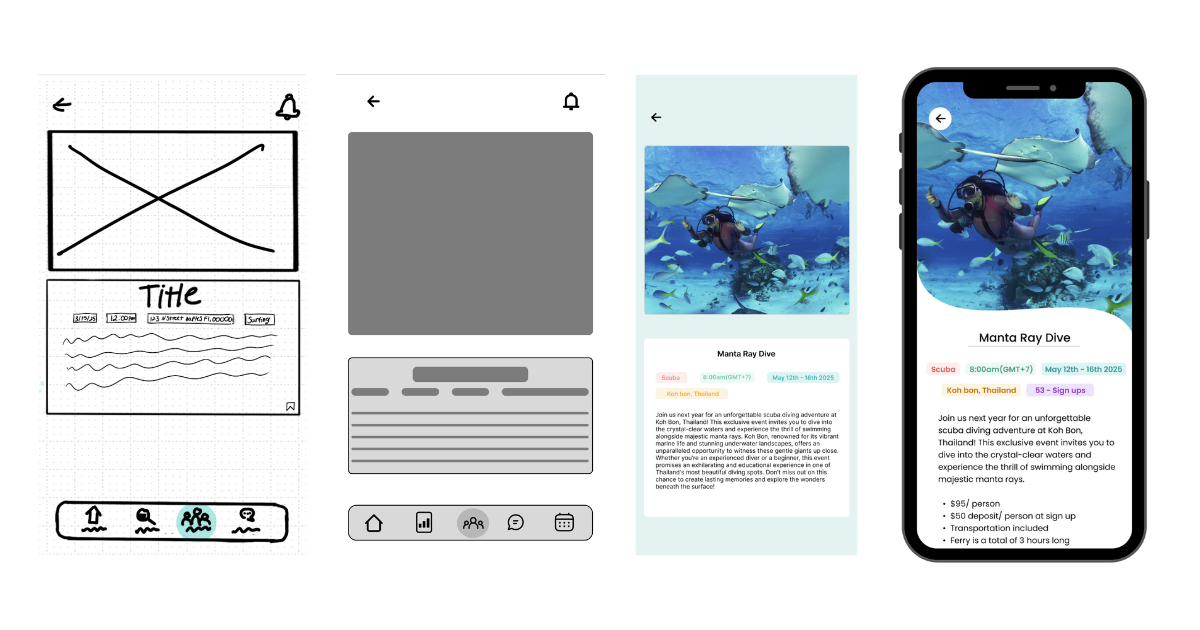 Title
3/15/25 12:00pm 123 Street naples Fl, 00000 Surfing
Manta Ray Dive
Scuba 8:00am(GMT+7) May 12th - 16th 2025
Koh bon, Thailand
Join us next year for an unforgettable scuba diving adventure at
Koh Bon, Thailand! This exclusive event invites you to dive into
the crystal-clear waters and experience the thrill of swimming
alongside majestic manta rays. Koh Bon, renowned for its vibrant
marine life and stunning underwater landscapes, offers an
unparalleled opportunity to witness these gentle giants up close.
Whether you're an experienced diver or a beginner, this event
promises an exhilarating and educational experience in one of
Thailand's most beautiful diving spots. Don't miss out on this
chance to create lasting memories and explore the wonders
beneath the surface!
Manta Ray Dive
Scuba 8:00am(GMT+7) May 12th - 16th 2025
Koh bon, Thailand 53 - Sign ups
Join us next year for an unforgettable
scuba diving adventure at Koh Bon,
Thailand! This exclusive event invites you to
dive into the crystal-clear waters and
experience the thrill of swimming alongside
majestic manta rays.
• $95/ person
• $50 deposit/ person at sign up
• Transportation included
• Ferry is a total of 3 hours long